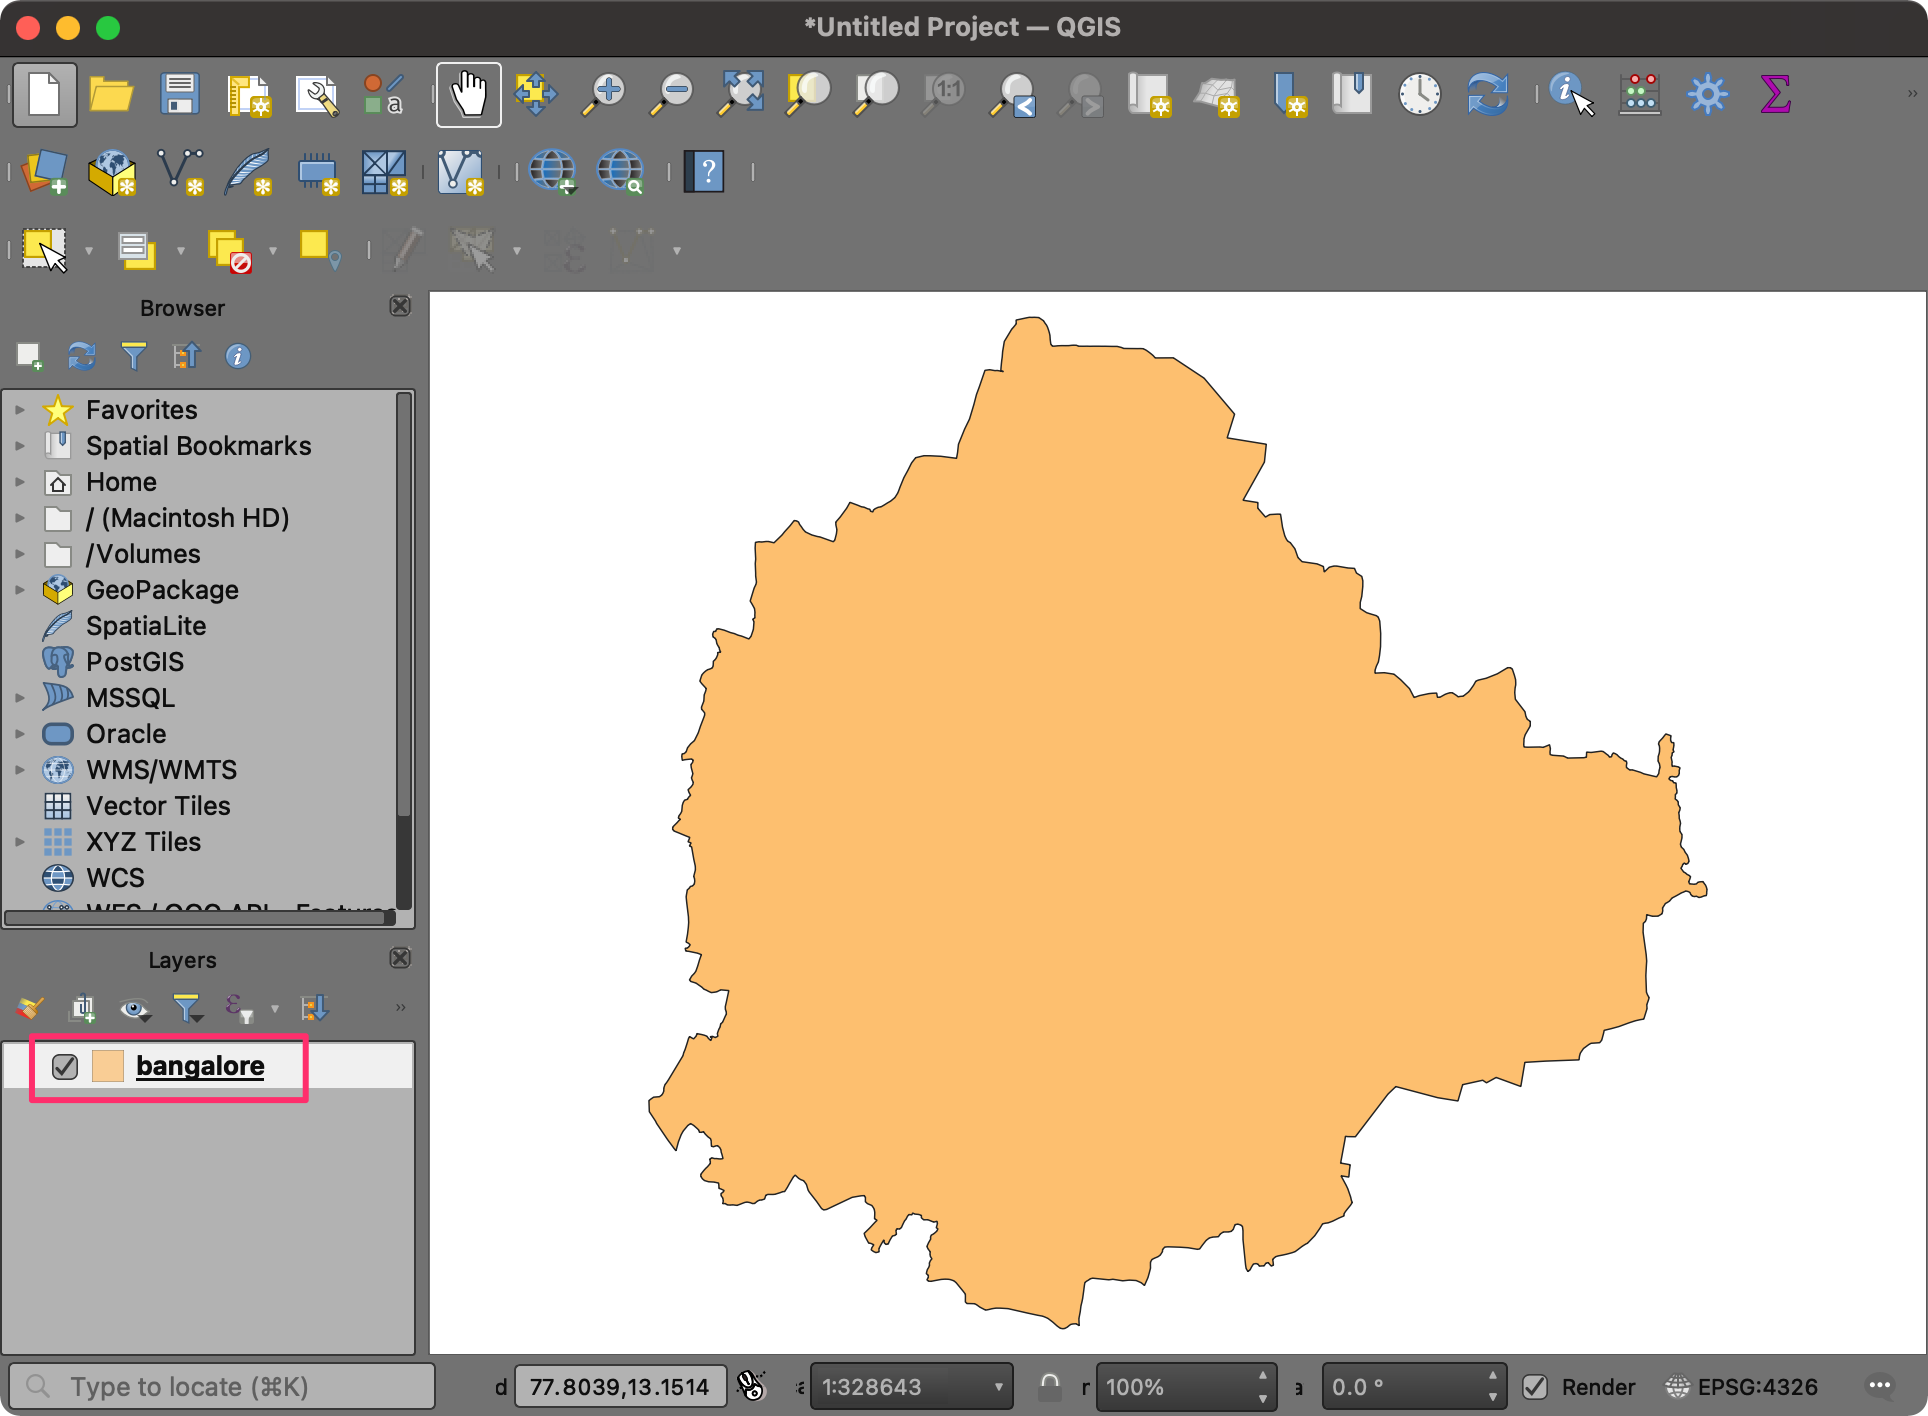 *Untitled Project — QGIS
1:1
a
?
Browser
Favorites
Spatial Bookmarks
Home
/ (Macintosh HD)
/Volumes
GeoPackage
SpatiaLite
PostGIS
MSSQL
Oracle
WMS/WMTS
Vector Tiles
XYZ Tiles
WCS
Layers
bangalore
Type to locate (⌘K)
d
77.8039,13.1514
1:328643
r
100%
a
0.0 °
Render
EPSG:4326